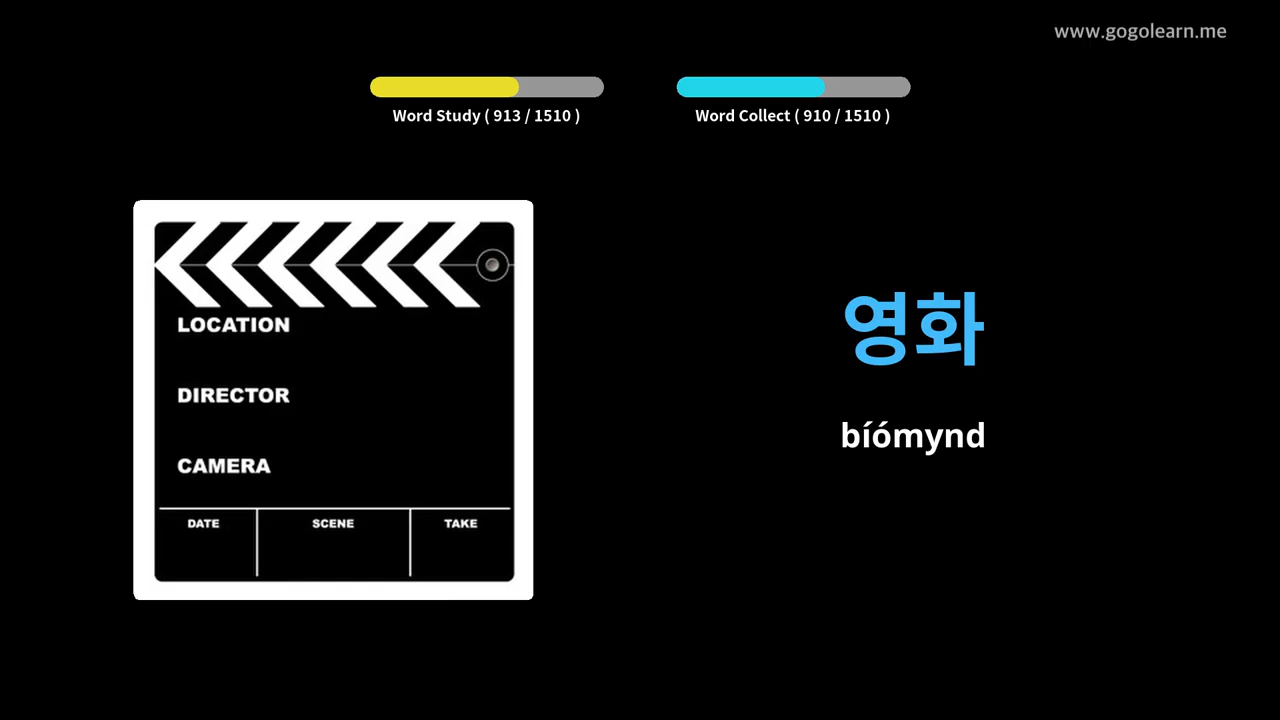 www.gogolearn.me
Word Study ( 913 / 1510 )
Word Collect ( 910 / 1510 )
LOCATION
DIRECTOR
CAMERA
DATE
SCENE
TAKE
영화
bíómynd